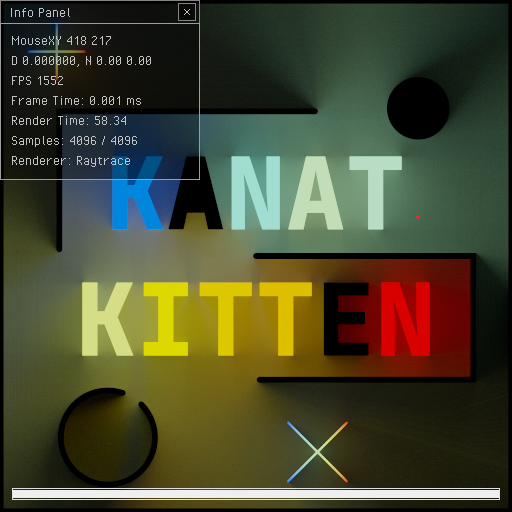 Info Panel
MouseXY 418 217
D 0.000000, N 0.00 0.00
FPS 1552
Frame Time: 0.001 ms
Render Time: 58.34
Samples: 4096 / 4096
Renderer: Raytrace
KANAT
KITTEN